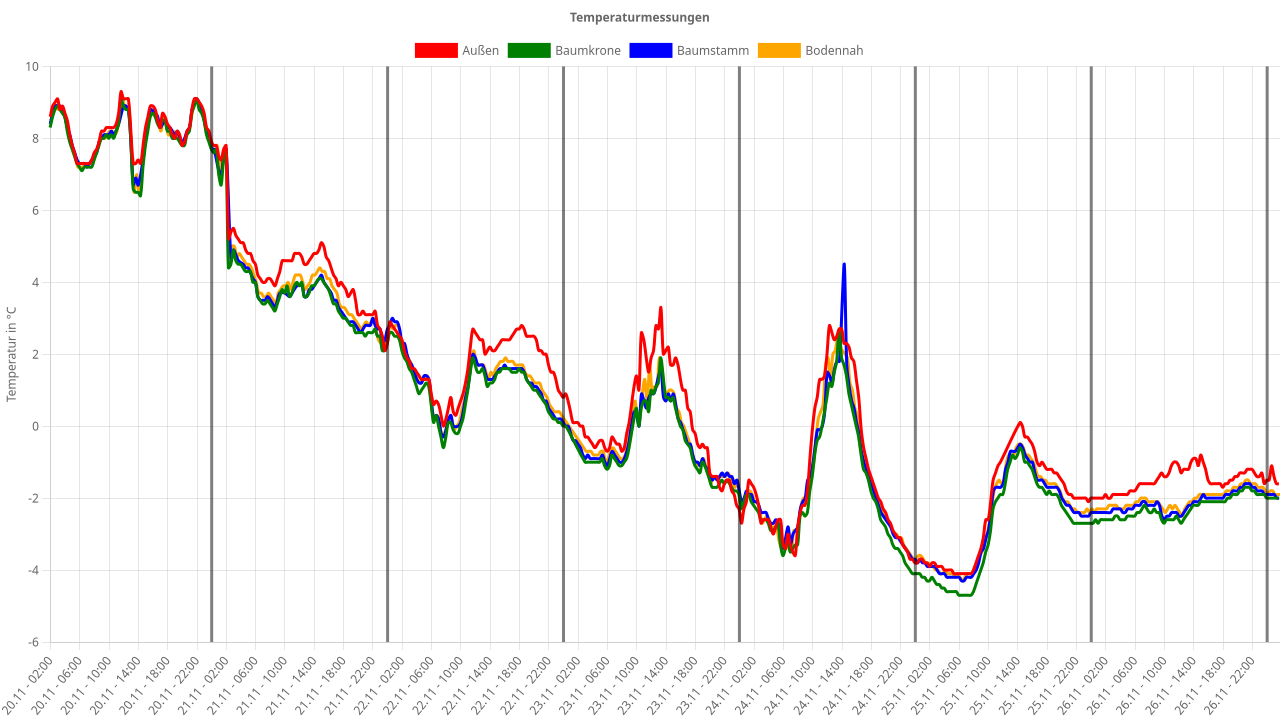 Temperaturmessungen
Außen Baumkrone Baumstamm Bodennah
Temperatur in °C
10
8
6
4
2
0
-2
-4
-6
20.11 - 02:00
20.11 - 06:00
20.11 - 10:00
20.11 - 14:00
20.11 - 18:00
20.11 - 22:00
21.11 - 02:00
21.11 - 06:00
21.11 - 10:00
21.11 - 14:00
21.11 - 18:00
21.11 - 22:00
22.11 - 02:00
22.11 - 06:00
22.11 - 10:00
22.11 - 14:00
22.11 - 18:00
22.11 - 22:00
23.11 - 02:00
23.11 - 06:00
23.11 - 10:00
23.11 - 14:00
23.11 - 18:00
23.11 - 22:00
24.11 - 02:00
24.11 - 06:00
24.11 - 10:00
24.11 - 14:00
24.11 - 18:00
24.11 - 22:00
25.11 - 02:00
25.11 - 06:00
25.11 - 10:00
25.11 - 14:00
25.11 - 18:00
25.11 - 22:00
26.11 - 02:00
26.11 - 06:00
26.11 - 10:00
26.11 - 14:00
26.11 - 18:00
26.11 - 22:00